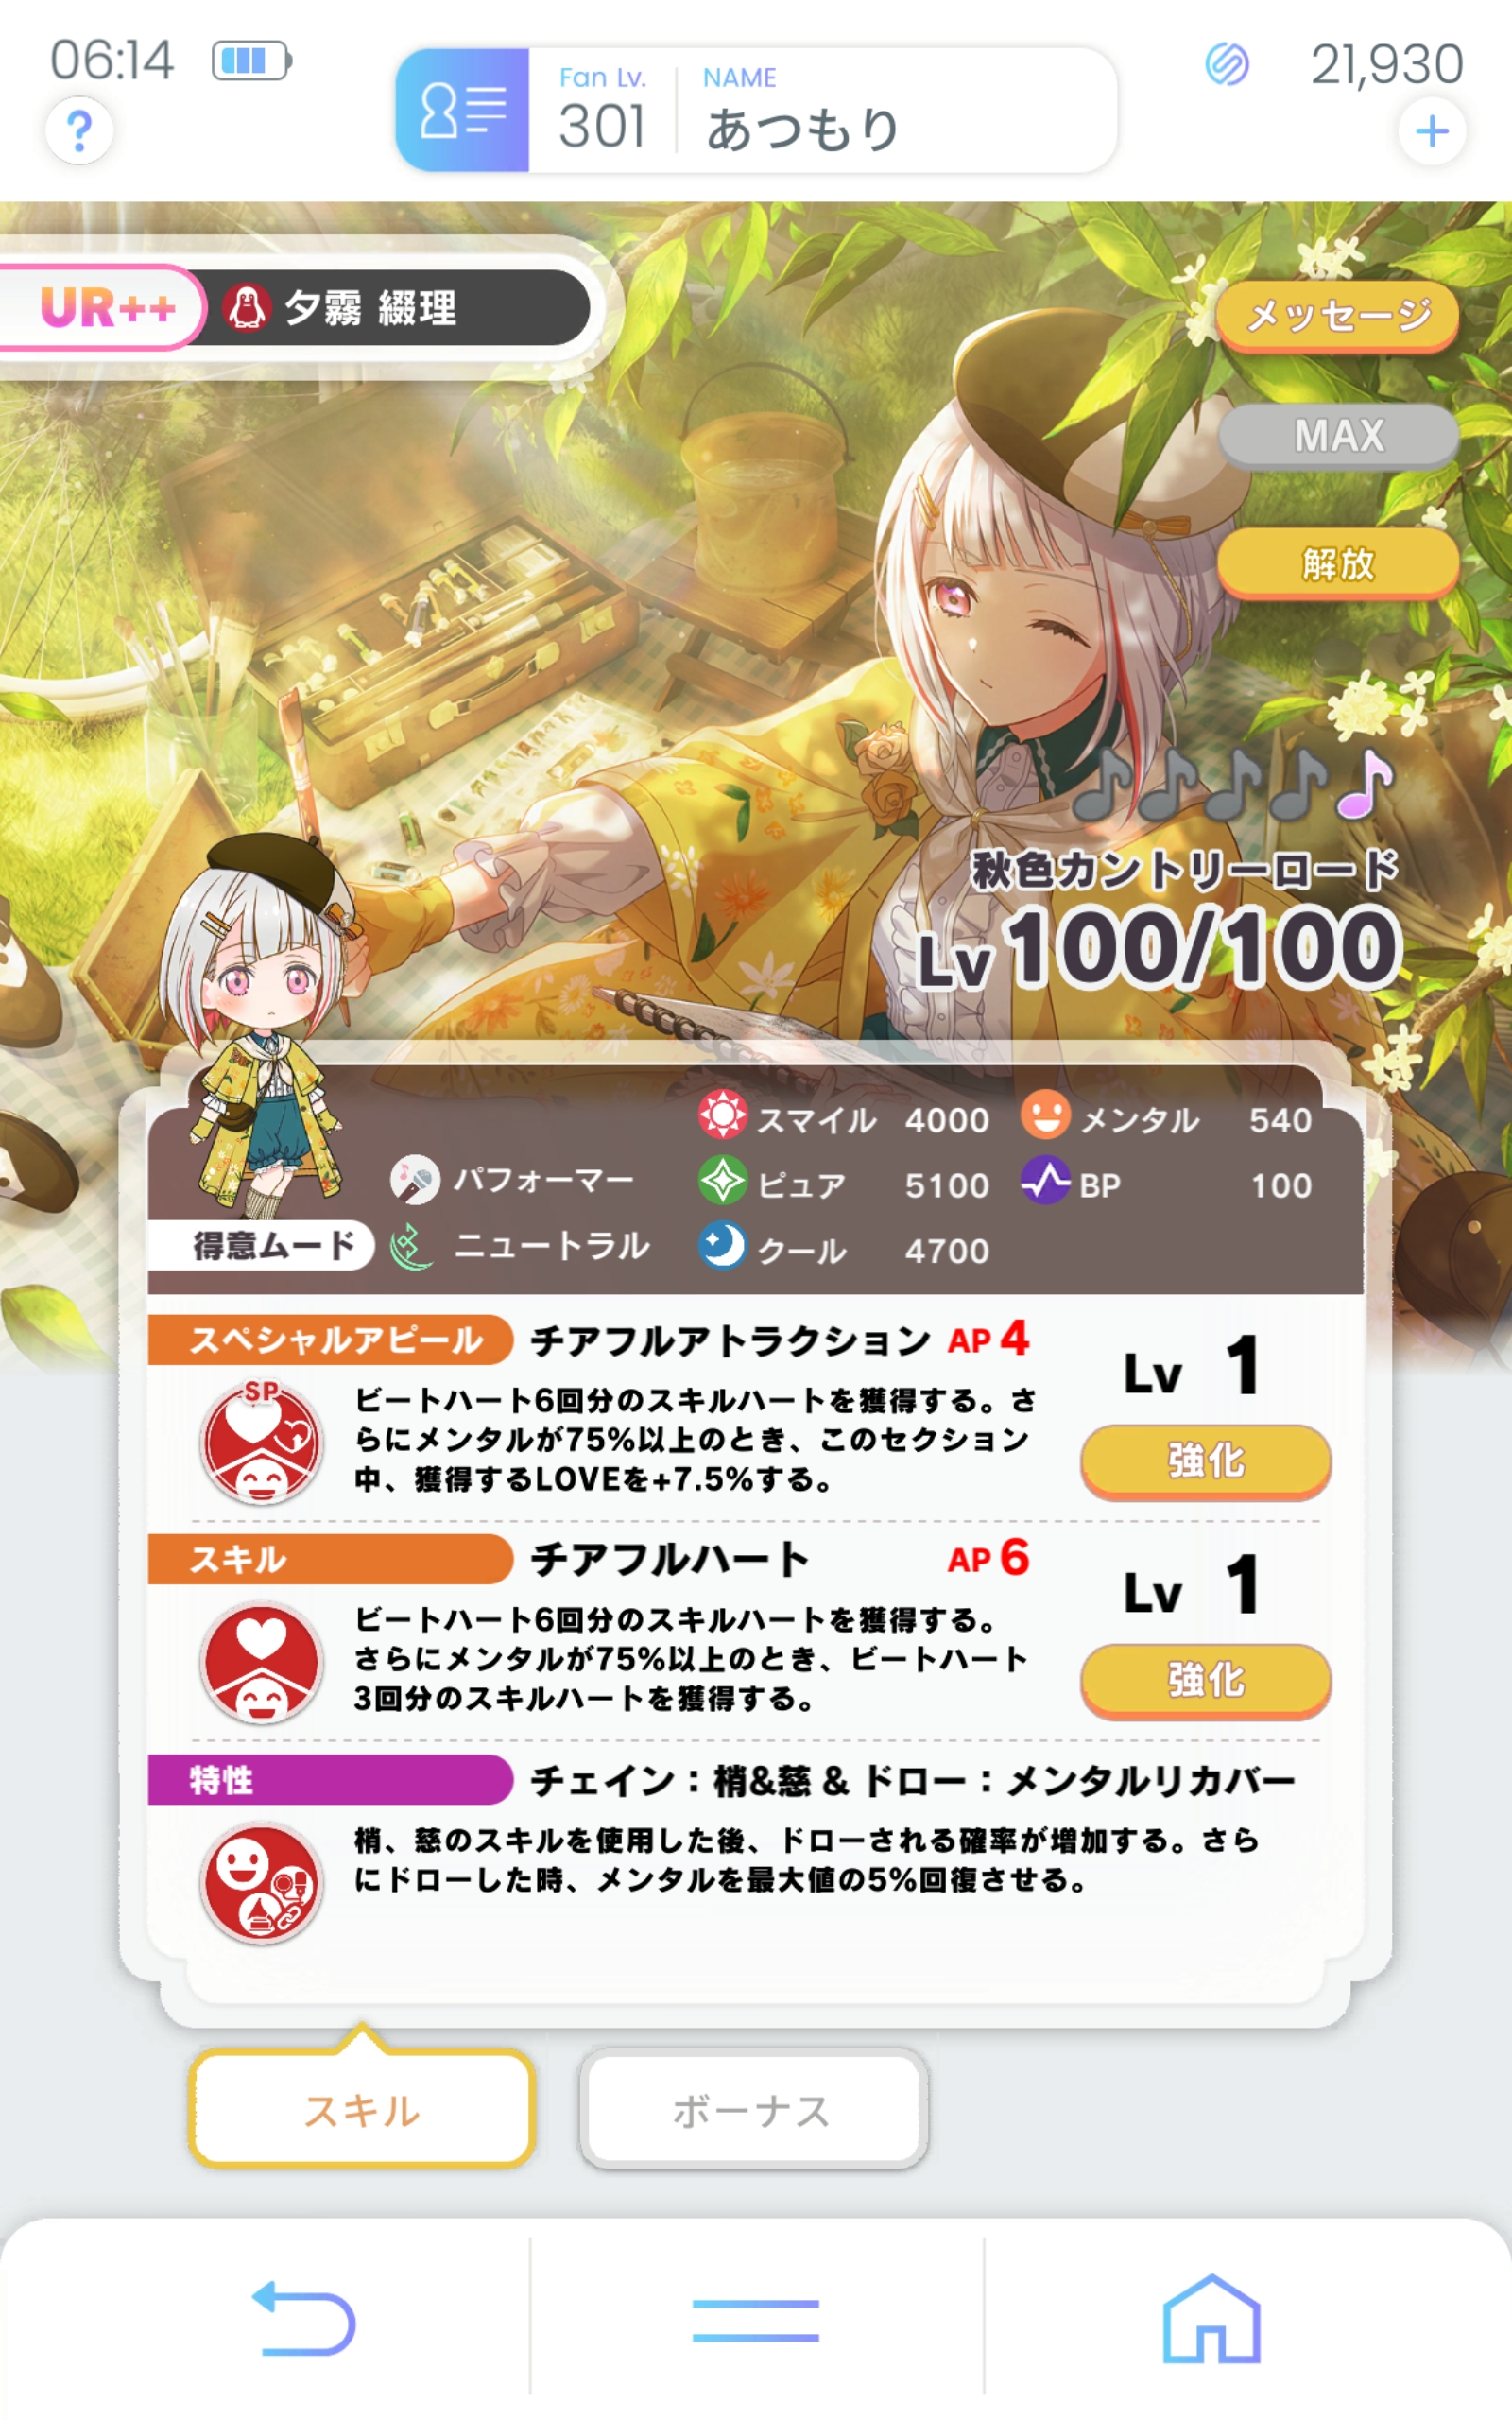 06:14
Fan Lv.
301
NAME
あつもり
21,930
?
+
UR++
夕霧 綴理
メッセージ
MAX
解放
秋色カントリーロード
Lv 100/100
スマイル 4000
メンタル 540
パフォーマー
ピュア 5100
BP 100
得意ムード
ニュートラル
クール 4700
スペシャルアピール
チアフルアトラクション AP 4
Lv 1
SP
ビートハート6回分のスキルハートを獲得する。さ
らにメンタルが75%以上のとき、このセクション
中、獲得するLOVEを+7.5%する。
強化
スキル
チアフルハート AP 6
Lv 1
ビートハート6回分のスキルハートを獲得する。
さらにメンタルが75%以上のとき、ビートハート
3回分のスキルハートを獲得する。
強化
特性
チェイン：梢&慈 & ドロー：メンタルリカバー
梢、慈のスキルを使用した後、ドローされる確率が増加する。さら
にドローした時、メンタルを最大値の5%回復させる。
スキル
ボーナス